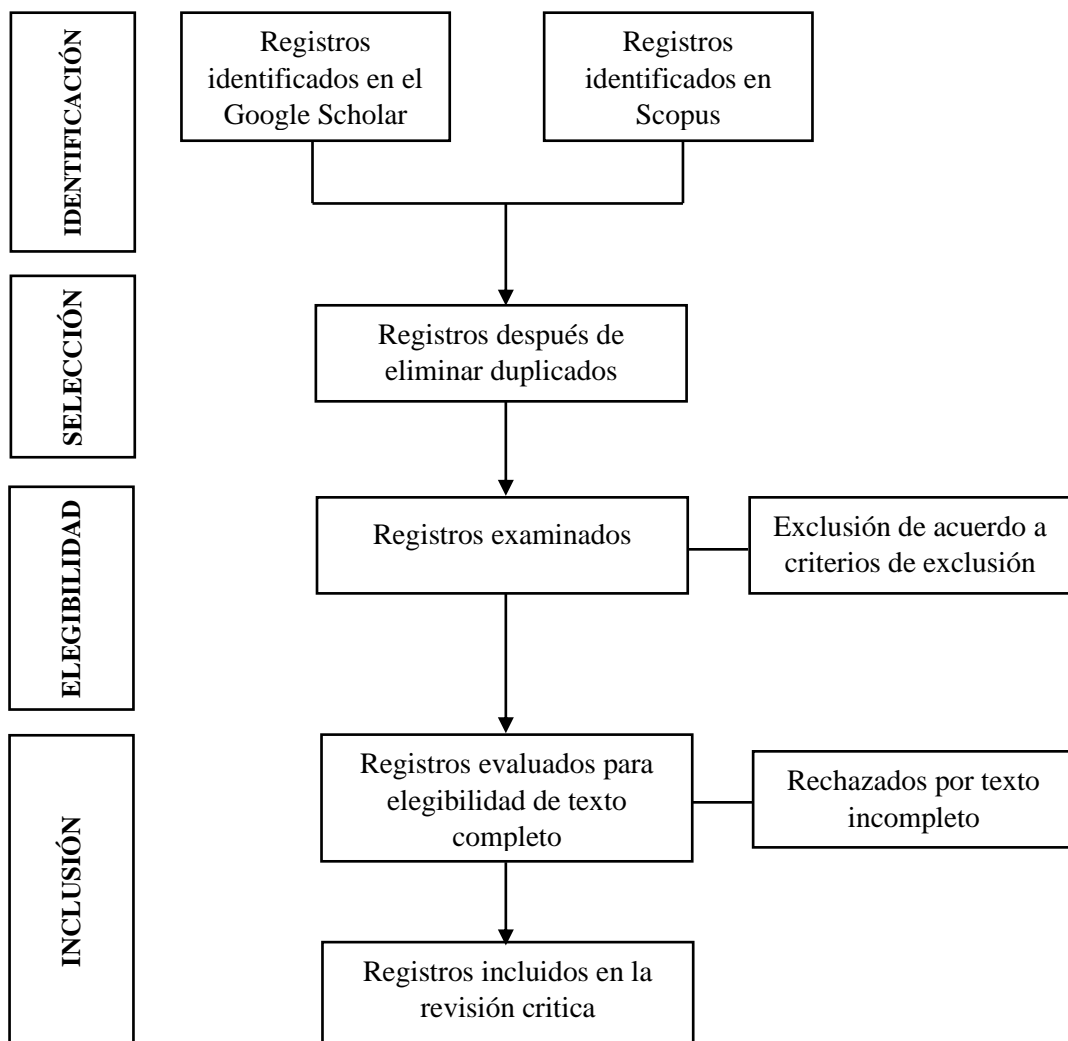 IDENTIFICACIÓN
Registros
identificados en el
Google Scholar
Registros
identificados en
Scopus
SELECCIÓN
Registros después de
eliminar duplicados
ELEGIBILIDAD
Registros examinados
Exclusión de acuerdo a
criterios de exclusión
INCLUSIÓN
Registros evaluados para
elegibilidad de texto
completo
Rechazados por texto
incompleto
Registros incluidos en la
revisión critica